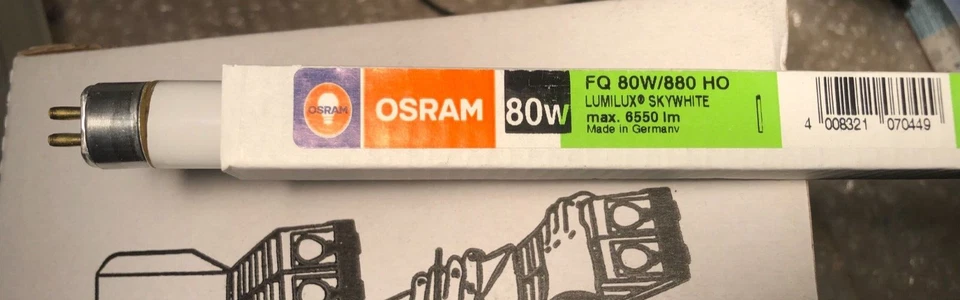 OSRAM
OSRAM
80W
FQ 80W/880 HO
LUMILUX® SKYWHITE
max. 6550 lm
Made in Germany
4 008321 070449